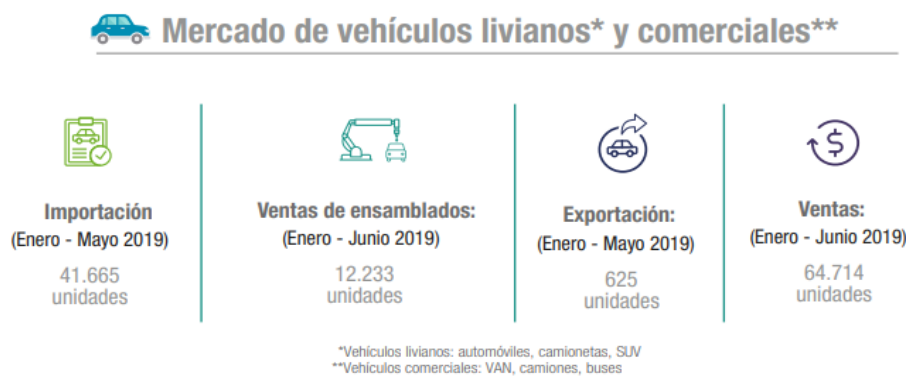 Mercado de vehículos livianos* y comerciales**
Importación
(Enero - Mayo 2019)
41.665
unidades
Ventas de ensamblados:
(Enero - Junio 2019)
12.233
unidades
Exportación:
(Enero - Mayo 2019)
625
unidades
Ventas:
(Enero - Junio 2019)
64.714
unidades
*Vehículos livianos: automóviles, camionetas, SUV
**Vehículos comerciales: VAN, camiones, buses